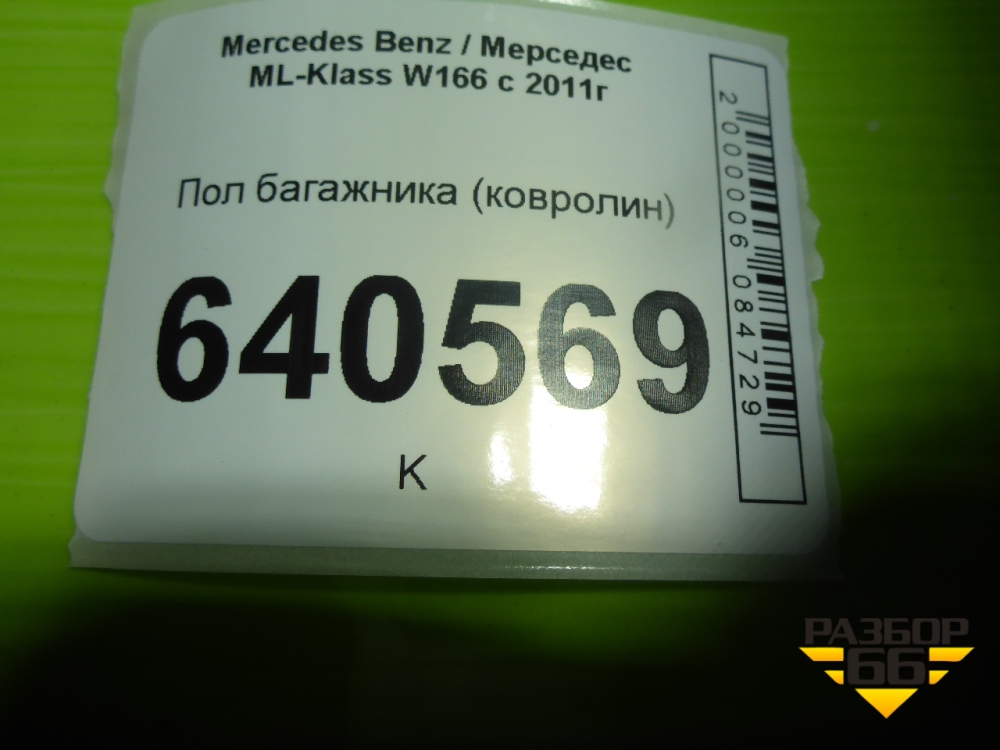 Mercedes Benz / Мерседес
ML-Klass W166 с 2011г
Пол багажника (ковролин)
640569
К
2000006084729
РАЗБОР
66